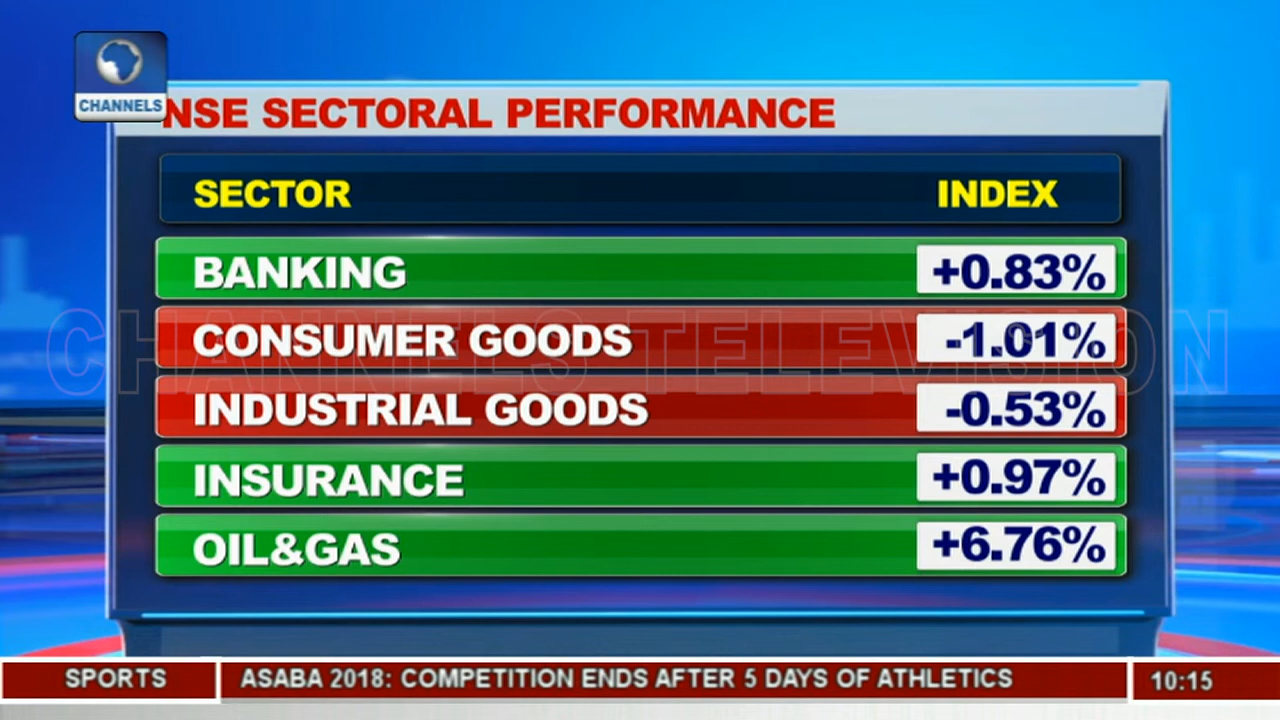 CHANNELS
NSE SECTORAL PERFORMANCE
SECTOR INDEX
BANKING +0.83%
CONSUMER GOODS -1.01%
CHANNELS TELEVISION
INDUSTRIAL GOODS -0.53%
INSURANCE +0.97%
OIL&GAS +6.76%
SPORTS ASABA 2018: COMPETITION ENDS AFTER 5 DAYS OF ATHLETICS 10:15